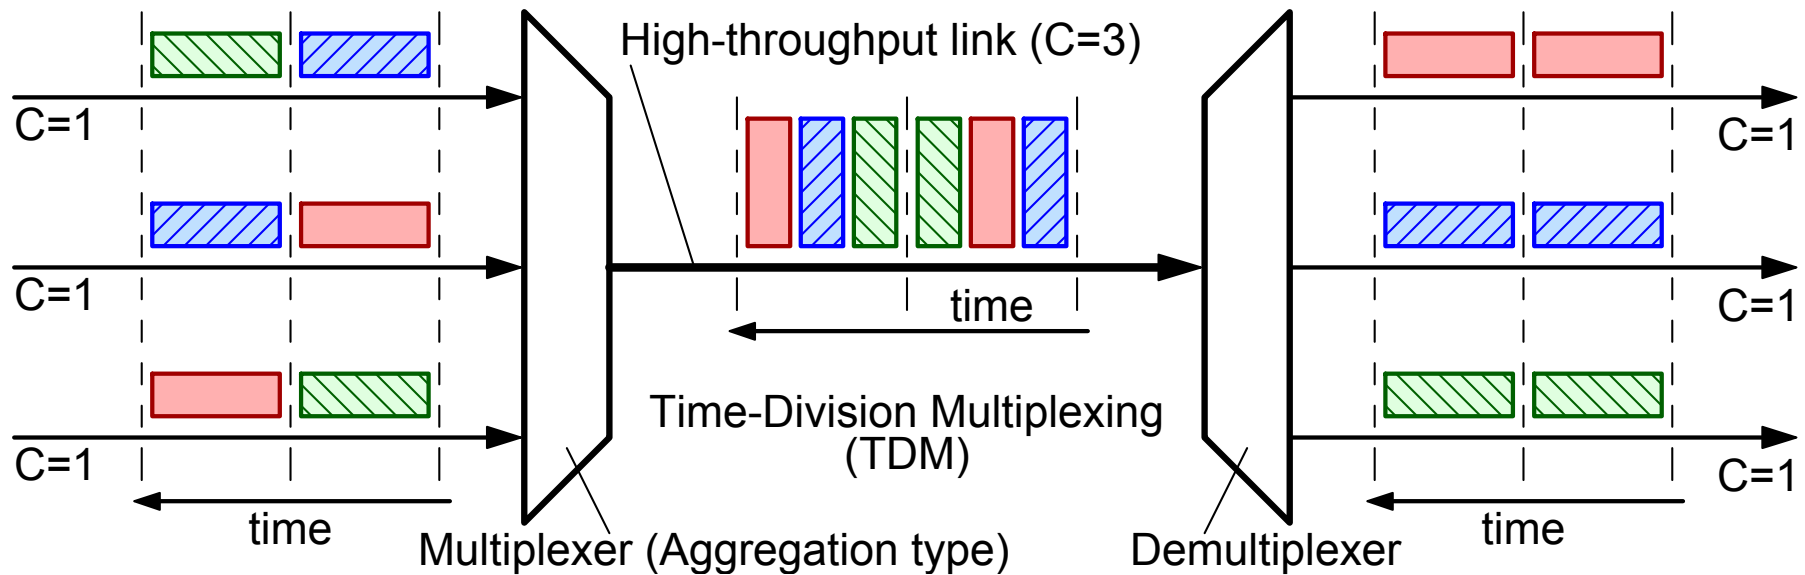 High-throughput link (C=3)
C=1
C=1
C=1
time
time
Time-Division Multiplexing
(TDM)
Multiplexer (Aggregation type)
Demultiplexer
C=1
C=1
C=1
time